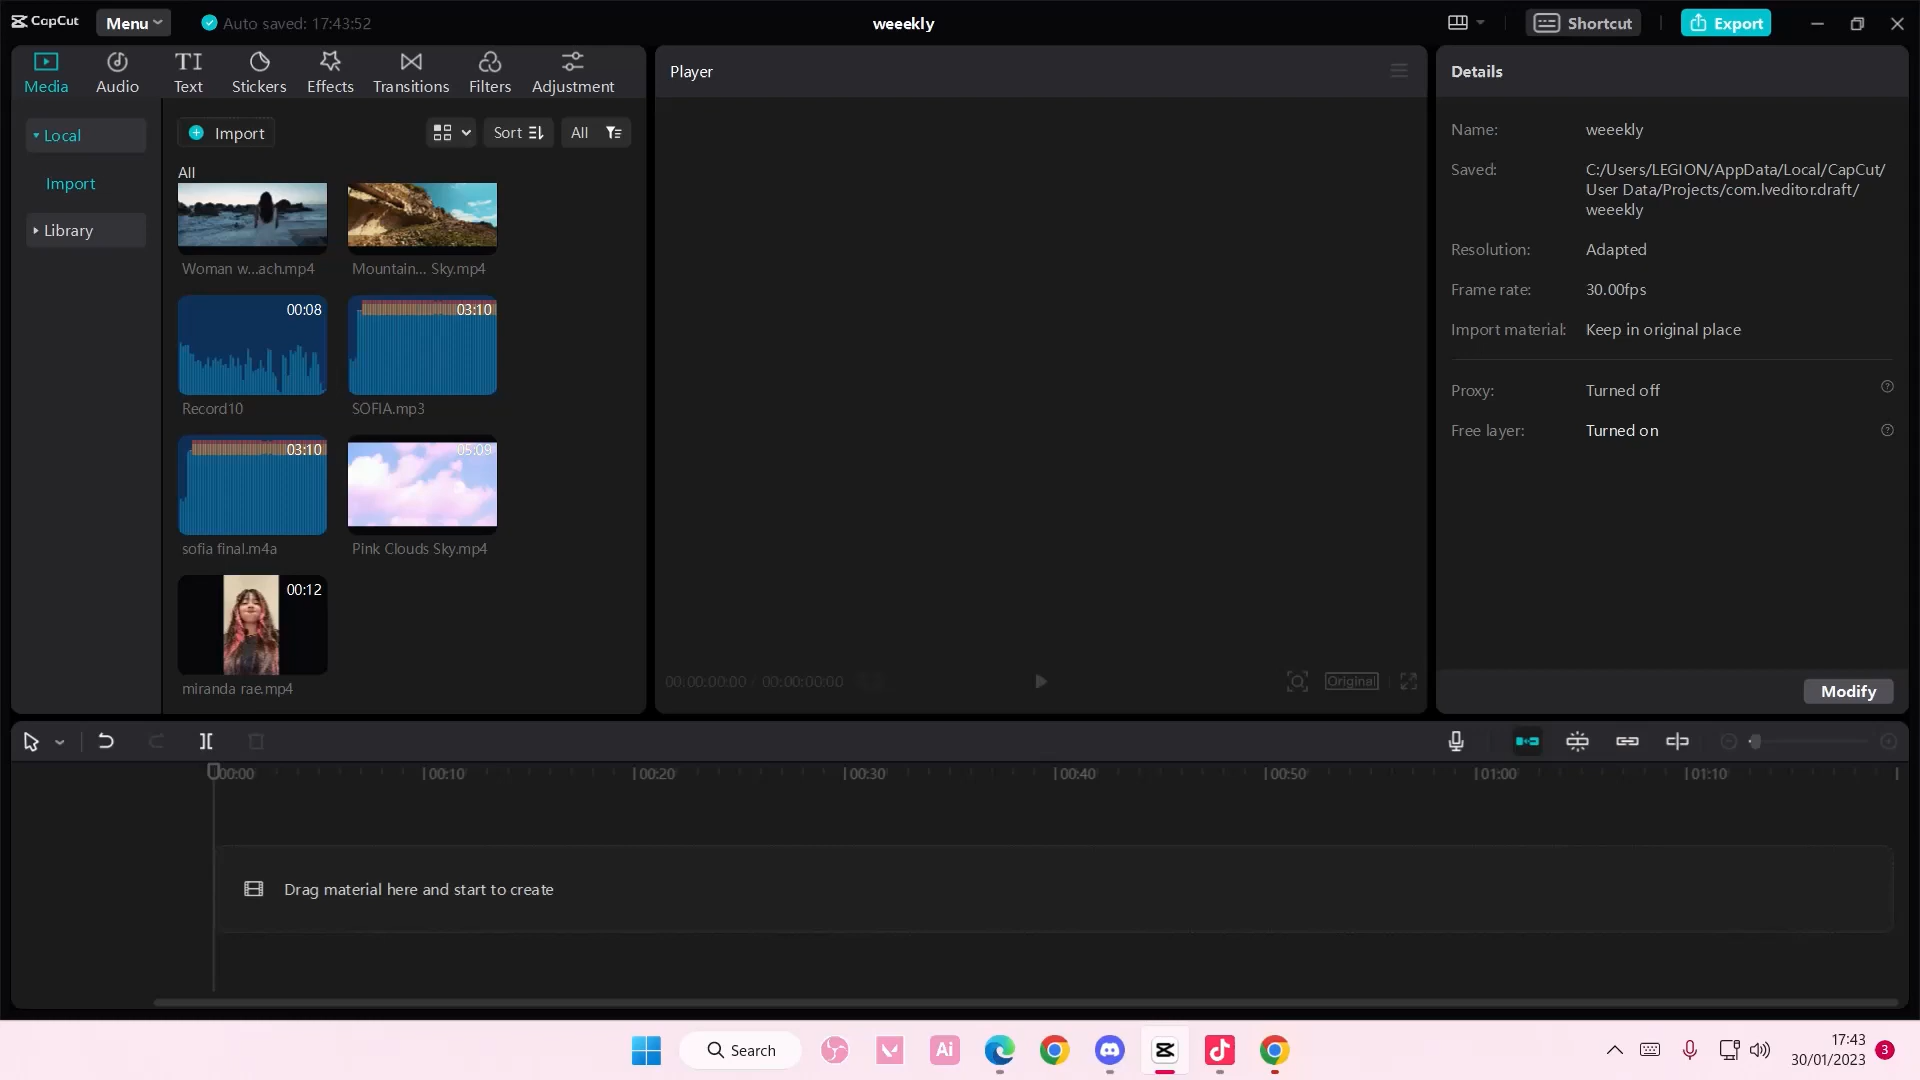 CapCut
Menu
Auto saved: 17:43:52
weeekly
Shortcut
Export
Media
Audio
TI
Text
Stickers
Effects
Transitions
Filters
Adjustment
Player
Details
Local
Import
Library
Import
Sort
All
All
Woman w...ach.mp4
Mountain... Sky.mp4
00:08
03:10
Record10
SOFIA.mp3
03:10
05:09
sofia final.m4a
Pink Clouds Sky.mp4
00:12
miranda rae.mp4
00:00:00:00 / 00:00:00:00
Original
Name:
weeekly
Saved:
C:/Users/LEGION/AppData/Local/CapCut/
User Data/Projects/com.lveditor.draft/
weeekly
Resolution:
Adapted
Frame rate:
30.00fps
Import material:
Keep in original place
Proxy:
Turned off
Free layer:
Turned on
Modify
00:00
00:10
00:20
00:30
00:40
00:50
01:00
01:10
Drag material here and start to create
Search
Ai
17:43
30/01/2023
3